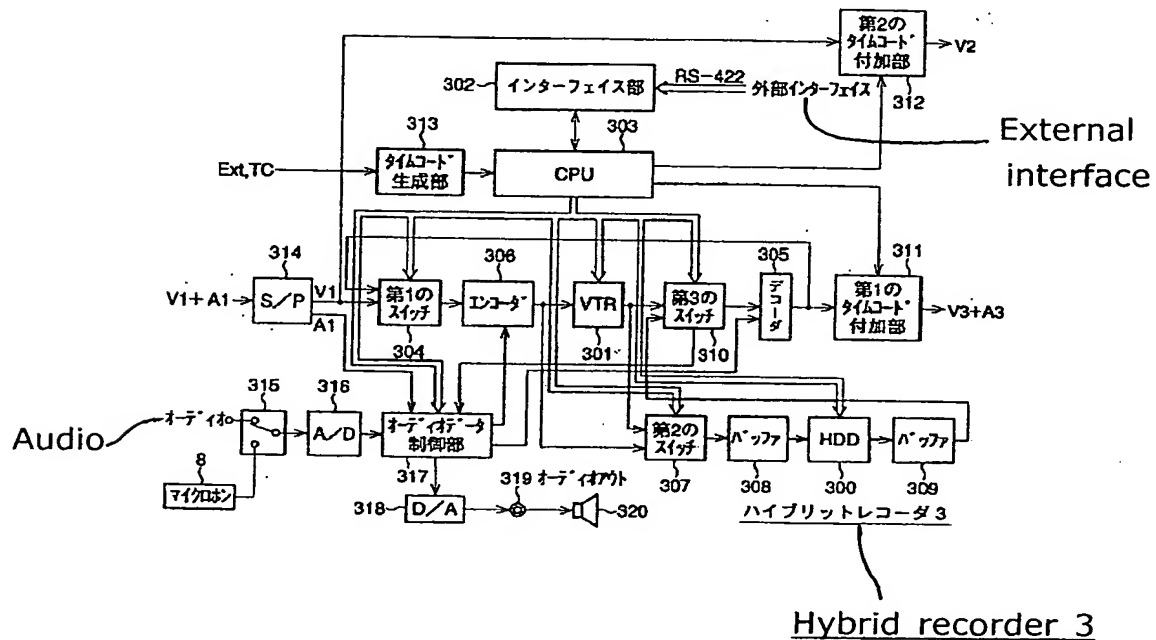 第2の
タイムコード
付加部
V2
312
302
インターフェイス部
RS-422
外部インターフェイス
External
interface
313
303
Ext,TC
タイムコード
生成部
CPU
314
306
305
311
V1+A1
S/P
V1
A1
第1の
スイッチ
304
エンコーダ
VTR
301
第3の
スイッチ
310
デコーダ
第1の
タイムコード
付加部
V3+A3
315
316
Audio
オーディオ
A/D
オーディオデータ
制御部
317
第2の
スイッチ
307
バッファ
308
HDD
300
バッファ
309
8
マイクロホン
318
D/A
319
オーディオアウト
320
ハイブリットレコーダ3
Hybrid recorder 3